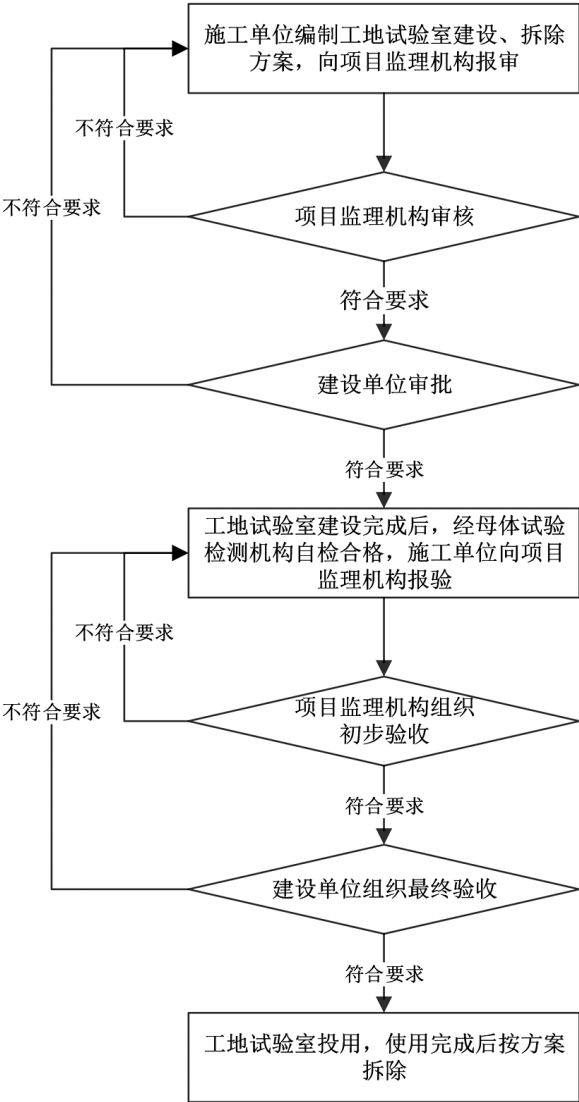 施工单位编制工地试验室建设、拆除
方案，向项目监理机构报审
不符合要求
不符合要求
项目监理机构审核
符合要求
建设单位审批
符合要求
工地试验室建设完成后，经母体试验
检测机构自检合格，施工单位向项目
监理机构报验
不符合要求
不符合要求
项目监理机构组织
初步验收
符合要求
建设单位组织最终验收
符合要求
工地试验室投用，使用完成后按方案
拆除